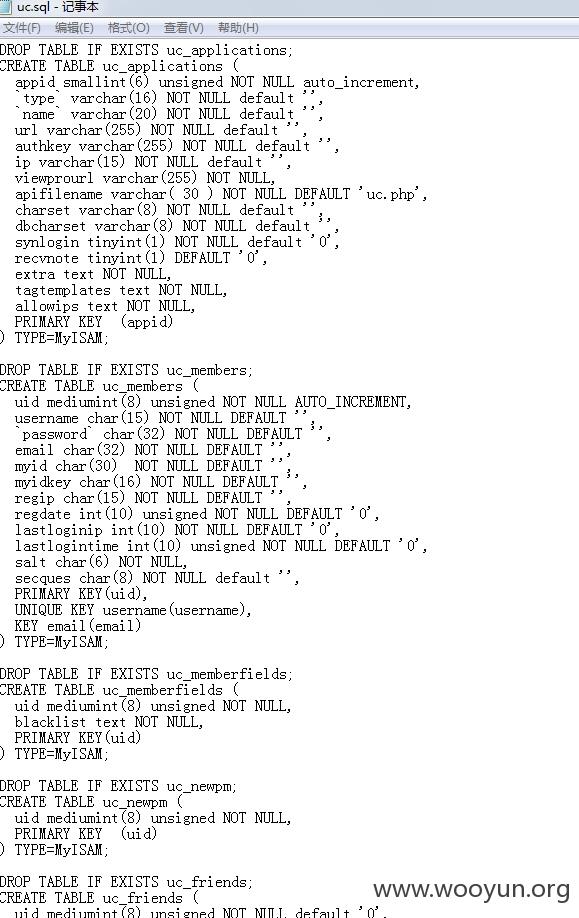 uc.sql - 记事本
文件(F) 编辑(E) 格式(O) 查看(V) 帮助(H)
DROP TABLE IF EXISTS uc_applications;
CREATE TABLE uc_applications (
  appid smallint(6) unsigned NOT NULL auto_increment,
  `type` varchar(16) NOT NULL default '',
  `name` varchar(20) NOT NULL default '',
  url varchar(255) NOT NULL default '',
  authkey varchar(255) NOT NULL default '',
  ip varchar(15) NOT NULL default '',
  viewprourl varchar(255) NOT NULL,
  apifilename varchar( 30 ) NOT NULL DEFAULT 'uc.php',
  charset varchar(8) NOT NULL default '',
  dbcharset varchar(8) NOT NULL default '',
  synlogin tinyint(1) NOT NULL default '0',
  recvnote tinyint(1) DEFAULT '0',
  extra text NOT NULL,
  tagtemplates text NOT NULL,
  allowips text NOT NULL,
  PRIMARY KEY  (appid)
) TYPE=MyISAM;

DROP TABLE IF EXISTS uc_members;
CREATE TABLE uc_members (
  uid mediumint(8) unsigned NOT NULL AUTO_INCREMENT,
  username char(15) NOT NULL DEFAULT '',
  `password` char(32) NOT NULL DEFAULT '',
  email char(32) NOT NULL DEFAULT '',
  myid char(30)  NOT NULL DEFAULT '',
  myidkey char(16) NOT NULL DEFAULT '',
  regip char(15) NOT NULL DEFAULT '',
  regdate int(10) unsigned NOT NULL DEFAULT '0',
  lastloginip int(10) NOT NULL DEFAULT '0',
  lastlogintime int(10) unsigned NOT NULL DEFAULT '0',
  salt char(6) NOT NULL,
  secques char(8) NOT NULL default '',
  PRIMARY KEY(uid),
  UNIQUE KEY username(username),
  KEY email(email)
) TYPE=MyISAM;

DROP TABLE IF EXISTS uc_memberfields;
CREATE TABLE uc_memberfields (
  uid mediumint(8) unsigned NOT NULL,
  blacklist text NOT NULL,
  PRIMARY KEY(uid)
) TYPE=MyISAM;

DROP TABLE IF EXISTS uc_newpm;
CREATE TABLE uc_newpm (
  uid mediumint(8) unsigned NOT NULL,
  PRIMARY KEY  (uid)
) TYPE=MyISAM;

DROP TABLE IF EXISTS uc_friends;
CREATE TABLE uc_friends (
  uid mediumint(8) unsigned NOT NULL default '0',
www.wooyun.org